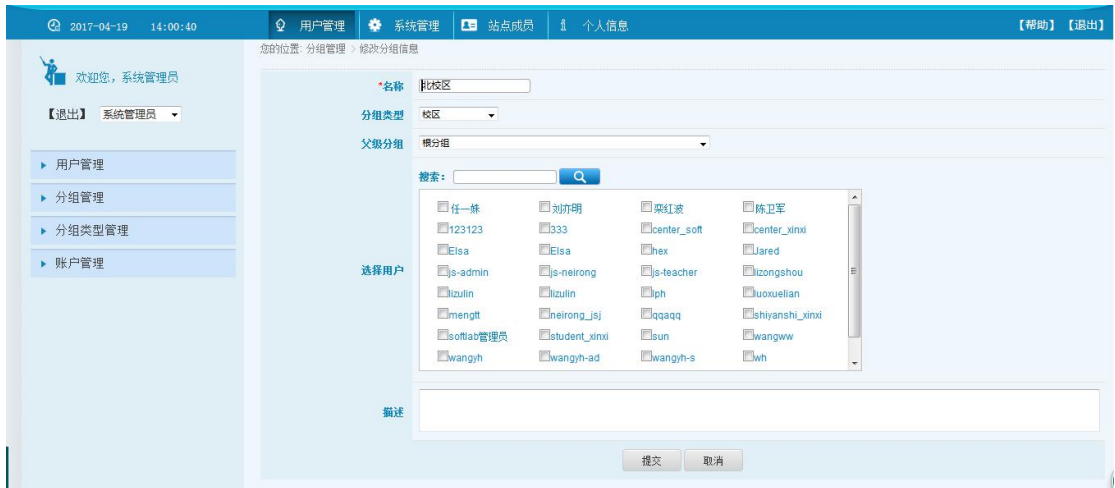 2017-04-19 14:00:40 用户管理 系统管理 站点成员 个人信息 【帮助】【退出】
您的位置: 分组管理 > 修改分组信息
欢迎您，系统管理员
【退出】 系统管理员
用户管理
分组管理
分组类型管理
账户管理
*名称 北校区
分组类型 校区
父级分组 根分组
搜索：
选择用户
任一姝 刘亦明 栾红波 陈卫军
123123 333 center_soft center_xinxi
Elsa Elsa hex Jared
js-admin js-neirong js-teacher lizongshou
lizulin lizulin lph luoxuelian
mengtt neirong_jsj qqaqq shiyanshi_xinxi
softlab管理员 student_xinxi sun wangww
wangyh wangyh-ad wangyh-s wh
描述
提交 取消